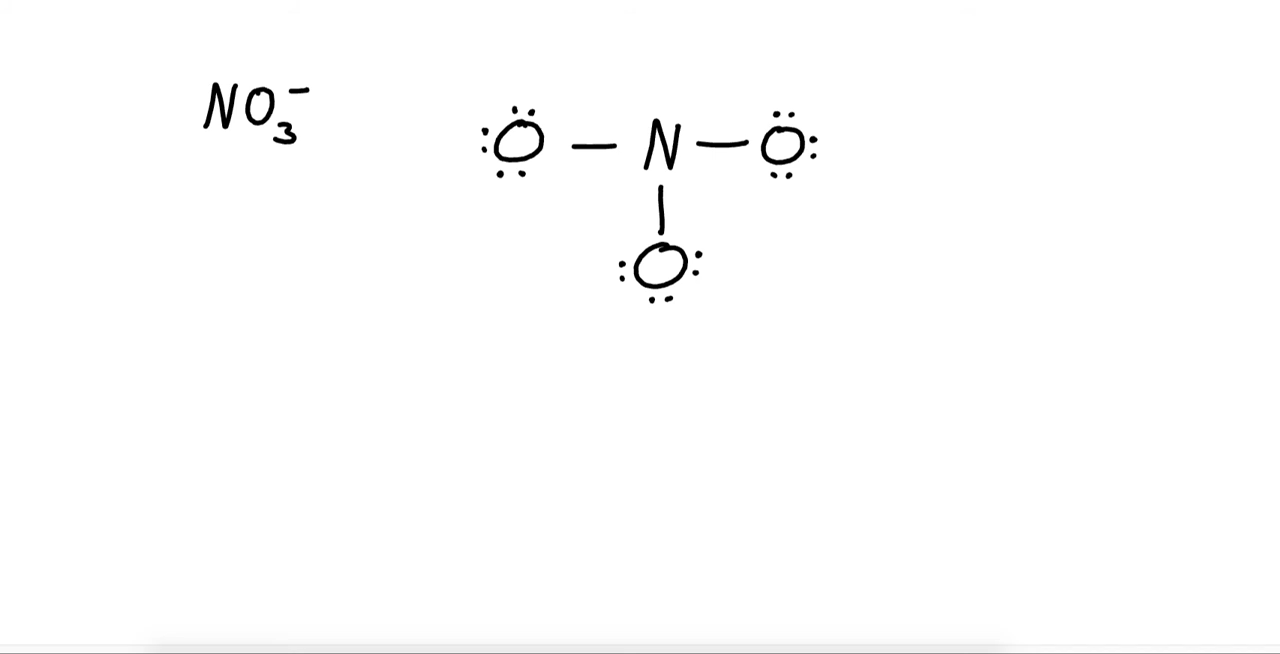 NO₃⁻
:Ö — N — Ö:
|
:O: